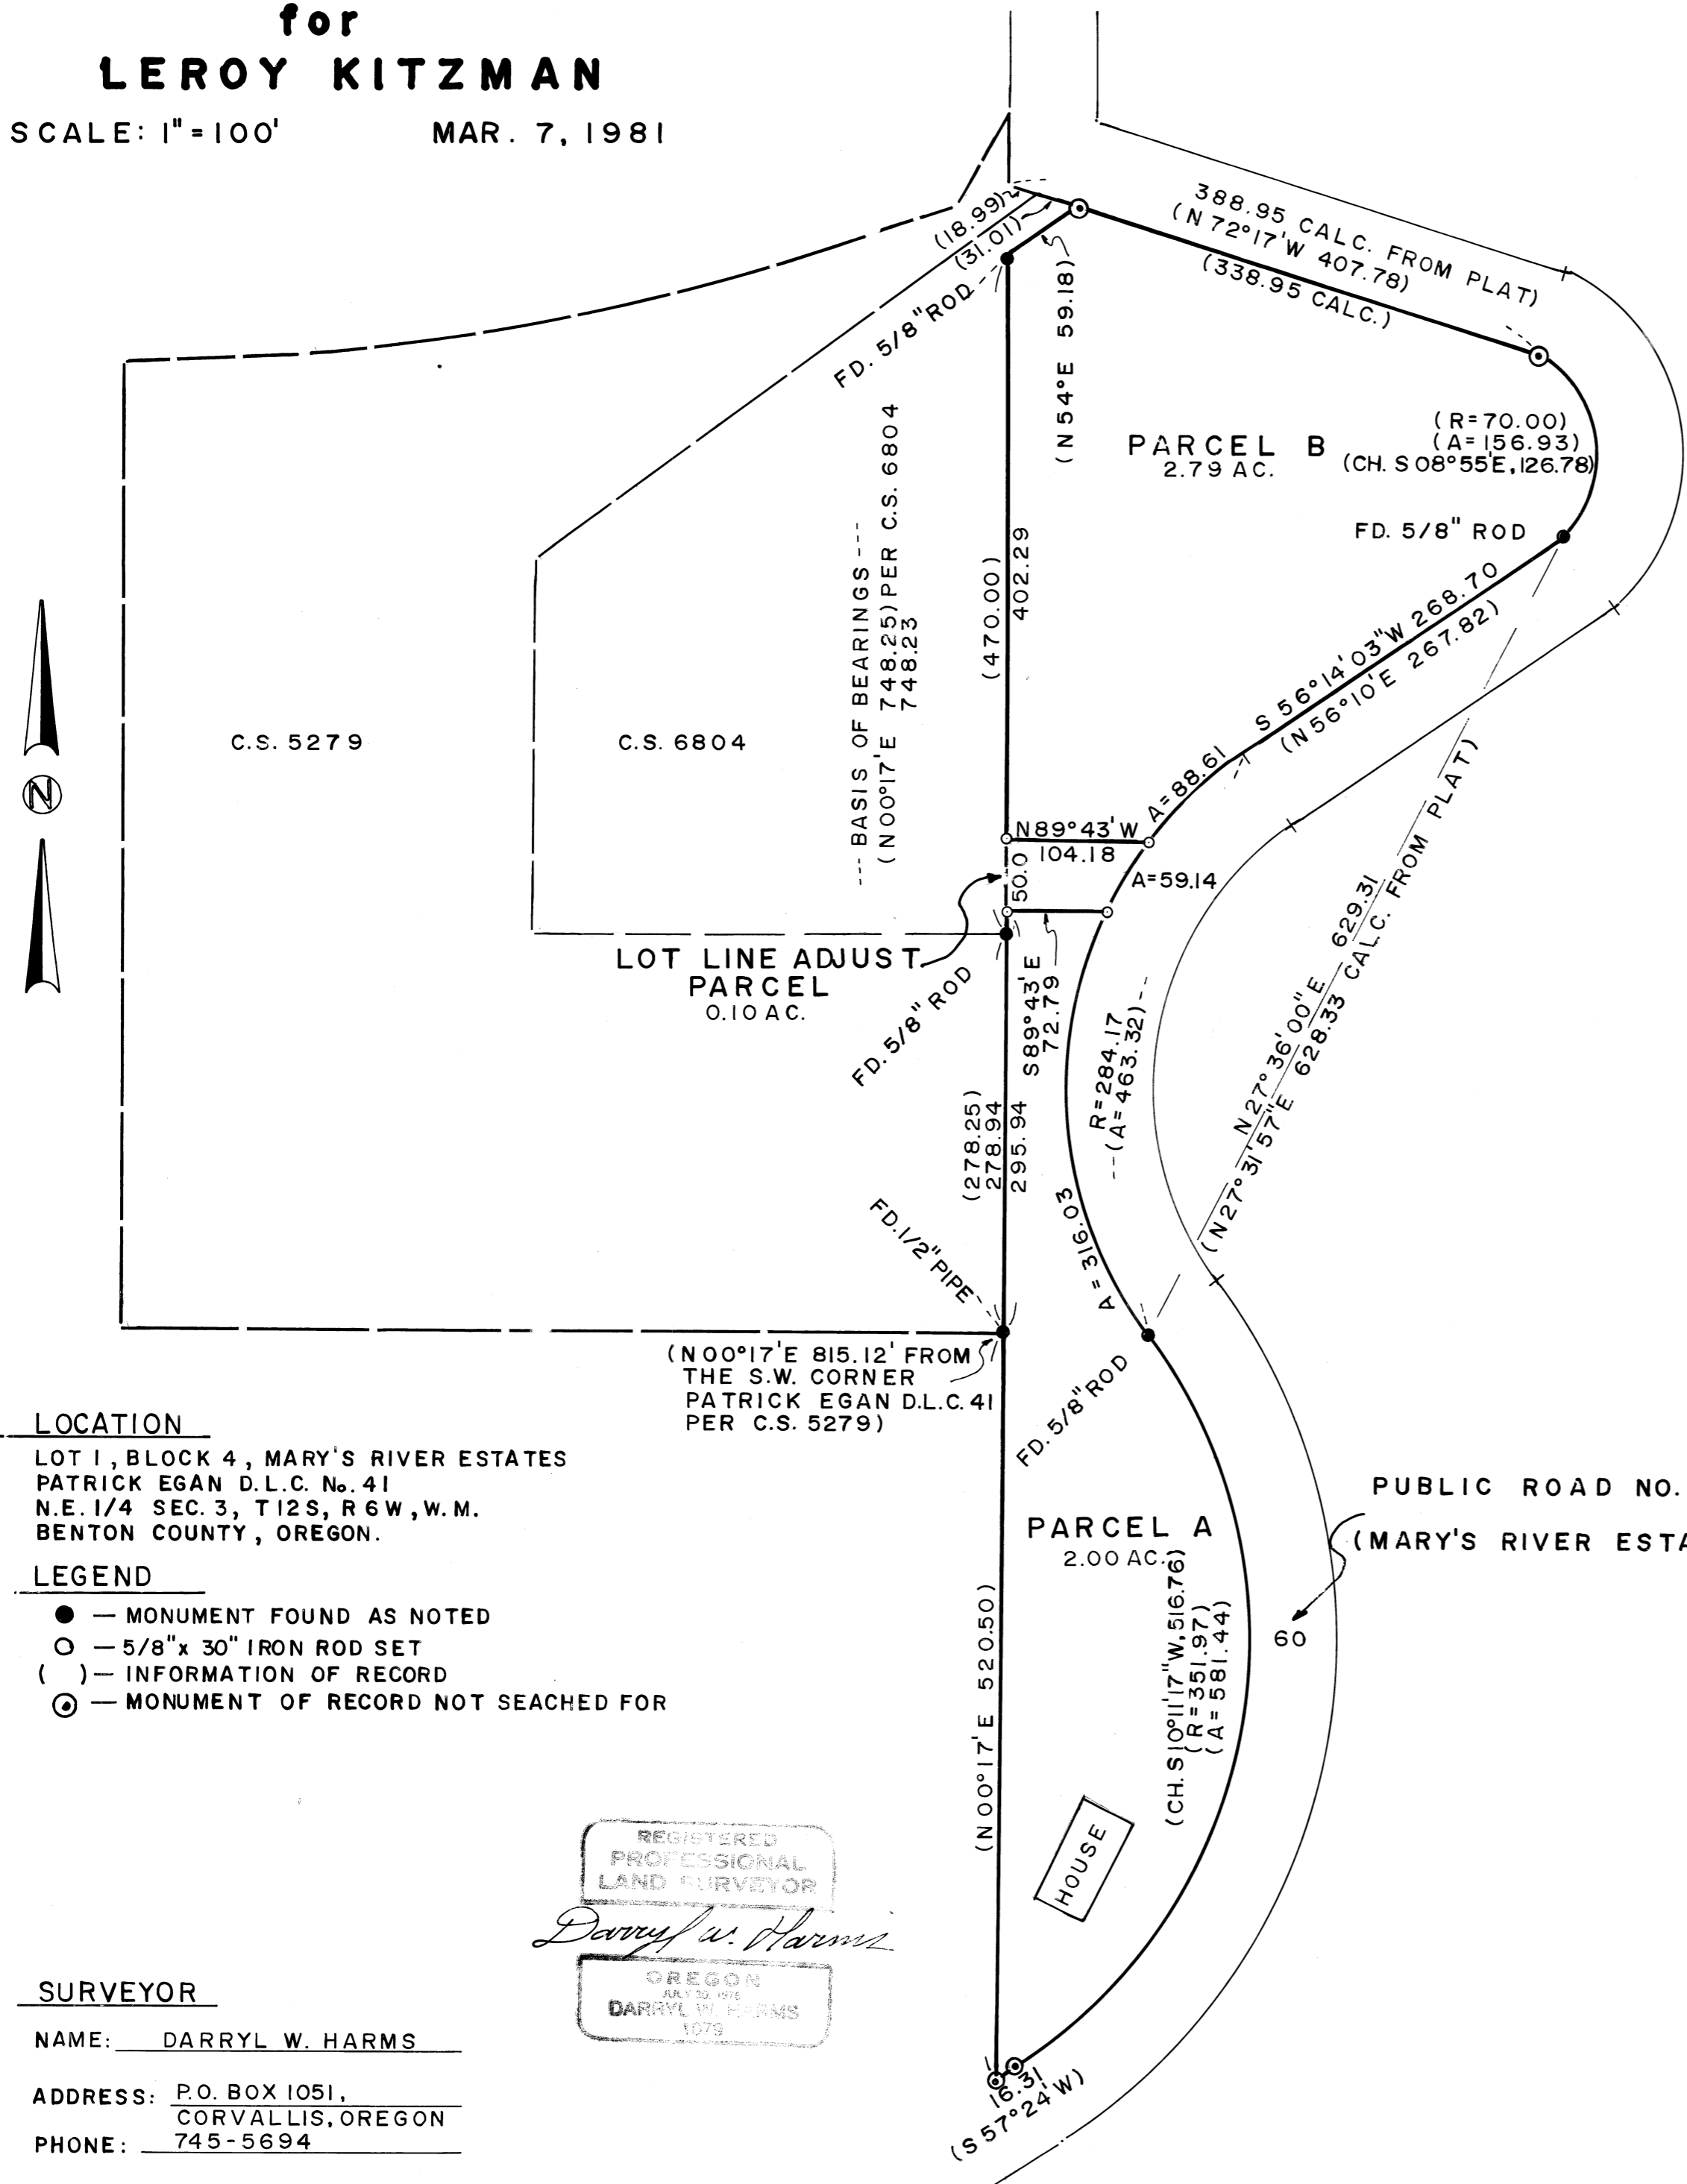 for
LEROY KITZMAN
SCALE: 1"=100' MAR. 7, 1981
388.95 CALC. FROM PLAT)
(N 72°17'W 407.78)
(338.95 CALC.)
(18.99)
(31.01)
FD. 5/8" ROD
(N 54°E 59.18)
PARCEL B
2.79 AC.
(R=70.00)
(A=156.93)
(CH. S 08°55'E, 126.78)
FD. 5/8" ROD
--- BASIS OF BEARINGS ---
(N 00°17'E 748.25) PER C.S. 6804
748.23
(470.00)
402.29
S 56°14'03"W 268.70
(N 56°10'E 267.82)
C.S. 5279
C.S. 6804
N
A=88.61
N 89°43'W
104.18
50.0
A=59.14
LOT LINE ADJUST.
PARCEL
0.10 AC.
FD. 5/8" ROD
S 89°43'E
72.79
R=284.17
--(A=463.32)--
N 27°36'00"E 629.31
(N 27°31'57"E 628.33 CALC. FROM PLAT)
(278.25)
278.94
295.94
A=316.03
FD. 1/2" PIPE
(N 00°17'E 815.12' FROM
THE S.W. CORNER
PATRICK EGAN D.L.C. 41
PER C.S. 5279)
FD. 5/8" ROD
LOCATION
LOT 1, BLOCK 4, MARY'S RIVER ESTATES
PATRICK EGAN D.L.C. No. 41
N.E. 1/4 SEC. 3, T12S, R6W, W.M.
BENTON COUNTY, OREGON.
PUBLIC ROAD NO.
(MARY'S RIVER ESTA
PARCEL A
2.00 AC.
LEGEND
● — MONUMENT FOUND AS NOTED
○ — 5/8"x 30" IRON ROD SET
( ) — INFORMATION OF RECORD
⊙ — MONUMENT OF RECORD NOT SEACHED FOR
(N 00°17'E 520.50)
(CH. S 10°11'17"W, 516.76)
(R=351.97)
(A=581.44)
60
HOUSE
REGISTERED
PROFESSIONAL
LAND SURVEYOR
Darryl W. Harms
OREGON
JULY 30, 1976
DARRYL W. HARMS
1079
SURVEYOR
NAME: DARRYL W. HARMS
ADDRESS: P.O. BOX 1051,
CORVALLIS, OREGON
PHONE: 745-5694
16.31
(S 57°24'W)